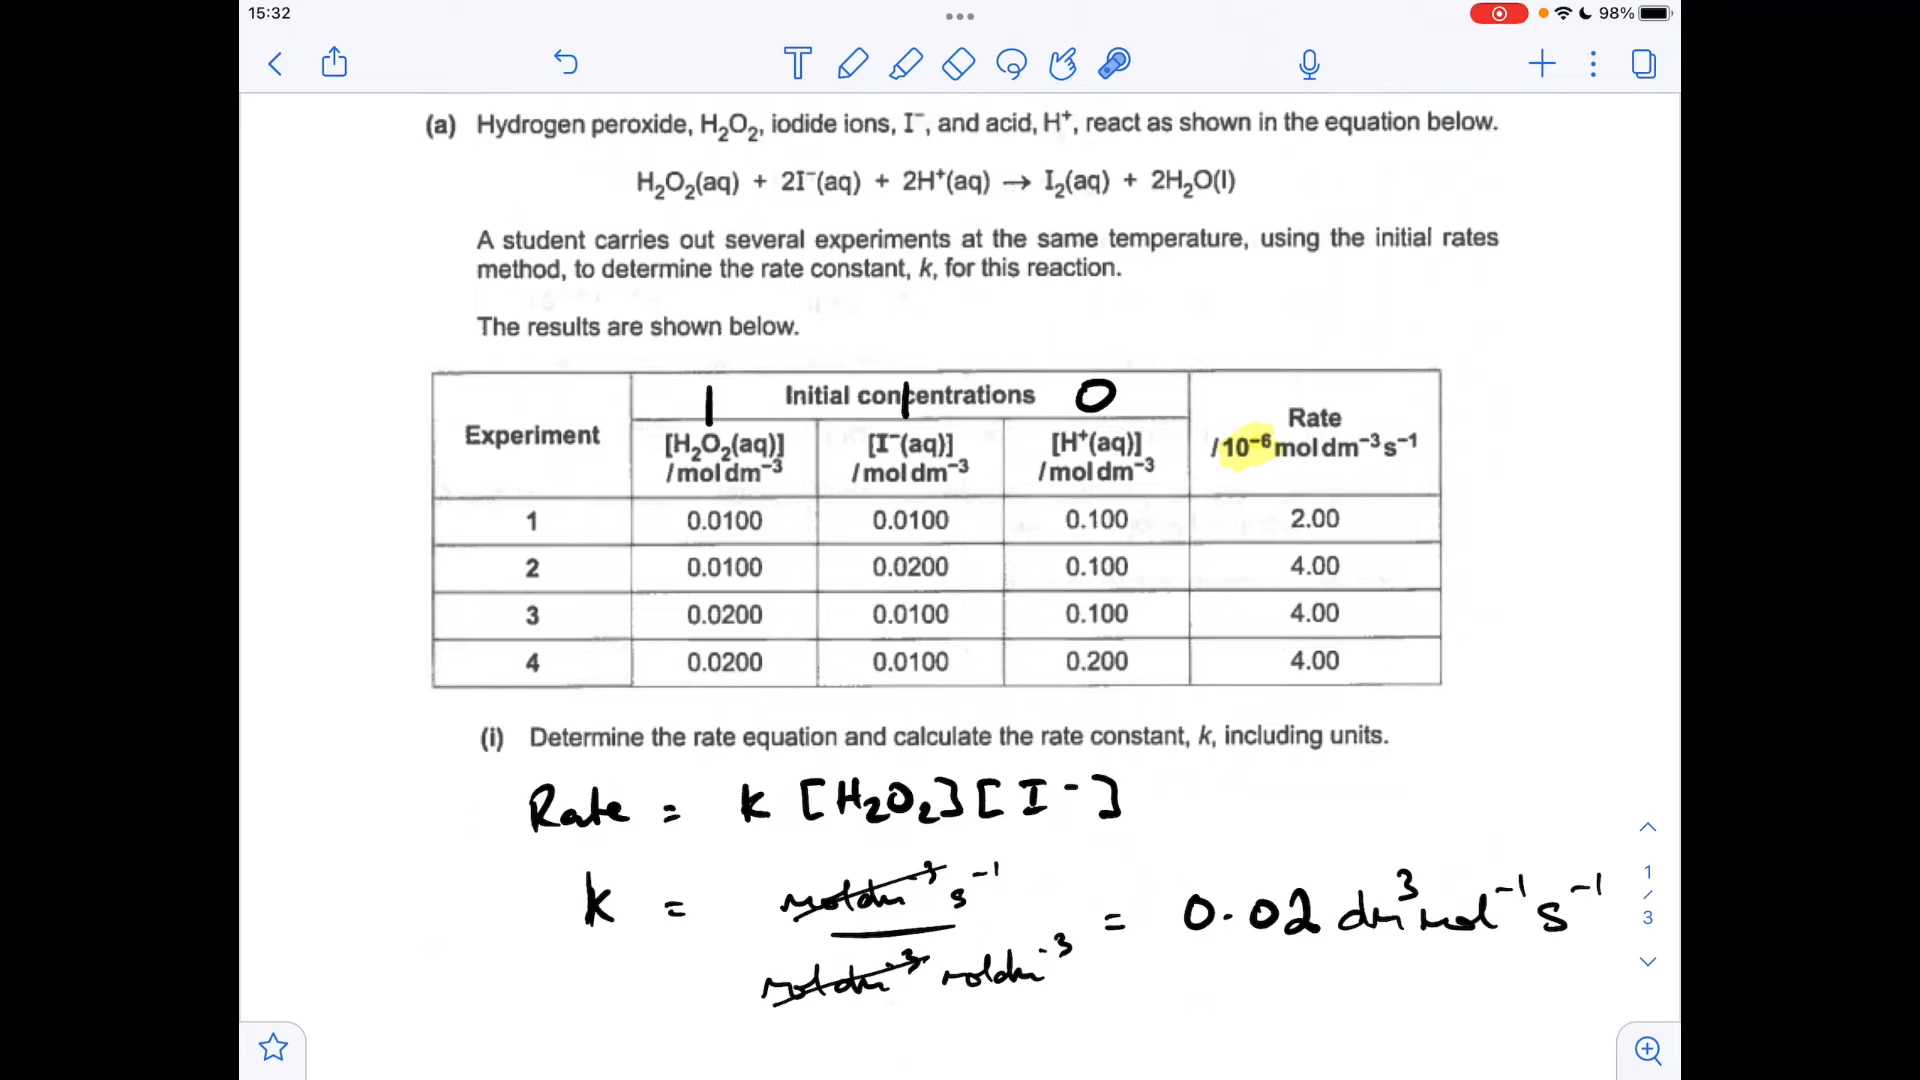 15:32
98%
(a) Hydrogen peroxide, H₂O₂, iodide ions, I⁻, and acid, H⁺, react as shown in the equation below.
H₂O₂(aq) + 2I⁻(aq) + 2H⁺(aq) → I₂(aq) + 2H₂O(l)
A student carries out several experiments at the same temperature, using the initial rates
method, to determine the rate constant, k, for this reaction.
The results are shown below.
1 Initial concentrations 1 0
Experiment
[H₂O₂(aq)] /mol dm⁻³
[I⁻(aq)] /mol dm⁻³
[H⁺(aq)] /mol dm⁻³
Rate /10⁻⁶ mol dm⁻³ s⁻¹
1 0.0100 0.0100 0.100 2.00
2 0.0100 0.0200 0.100 4.00
3 0.0200 0.0100 0.100 4.00
4 0.0200 0.0100 0.200 4.00
(i) Determine the rate equation and calculate the rate constant, k, including units.
Rate = k [H₂O₂][I⁻]
k = moldm⁻³ s⁻¹ = 0.02 dm³ mol⁻¹ s⁻¹
moldm⁻³ moldm⁻³
1
/
3